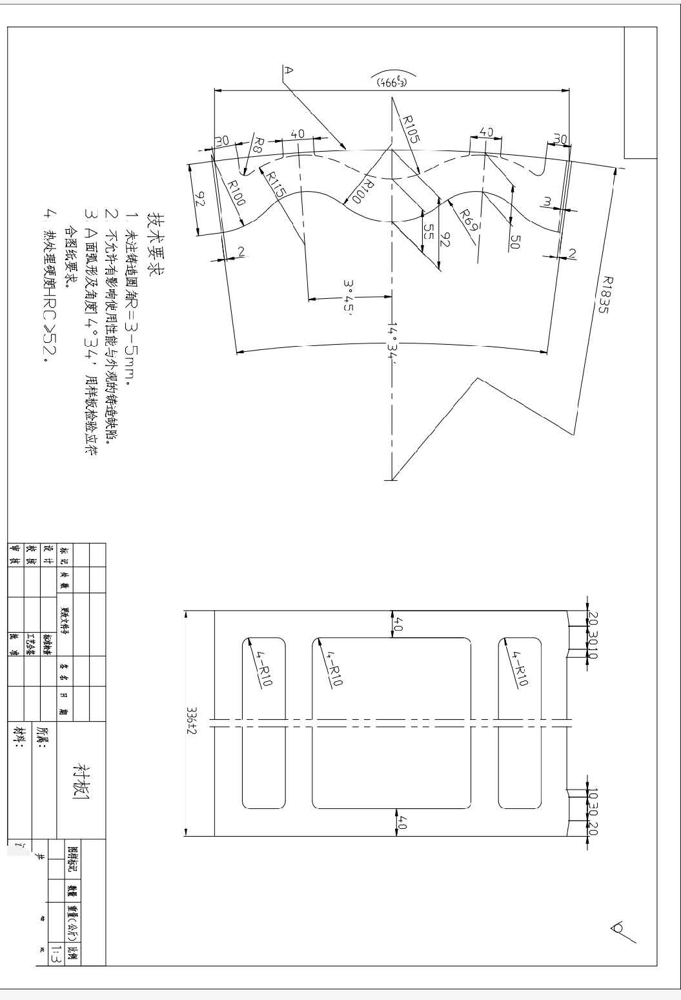 A
(466⁰₋₃)
R105
30
R8
40
40
30
92
R100
R115
R100
R69
3
55
92
50
2
2
R1835
3°45′
14°34′
技术要求
1. 未注铸造圆角R=3-5mm。
2 不允许有影响使用性能与外观的铸造缺陷。
3 A面弧形及角度14°34′用样板检验应符
合图纸要求。
4. 热处理硬度HRC≥52。
20 30 10
40
4-R10
4-R10
4-R10
336±2
10 30 20
40
标记 处数 更改文件号 签名 日期
设计 标准检查
校核 工艺会签
审核 批准
衬板1
所属:
材料:
图样标记 数量 重量(公斤) 比例
1:3
共